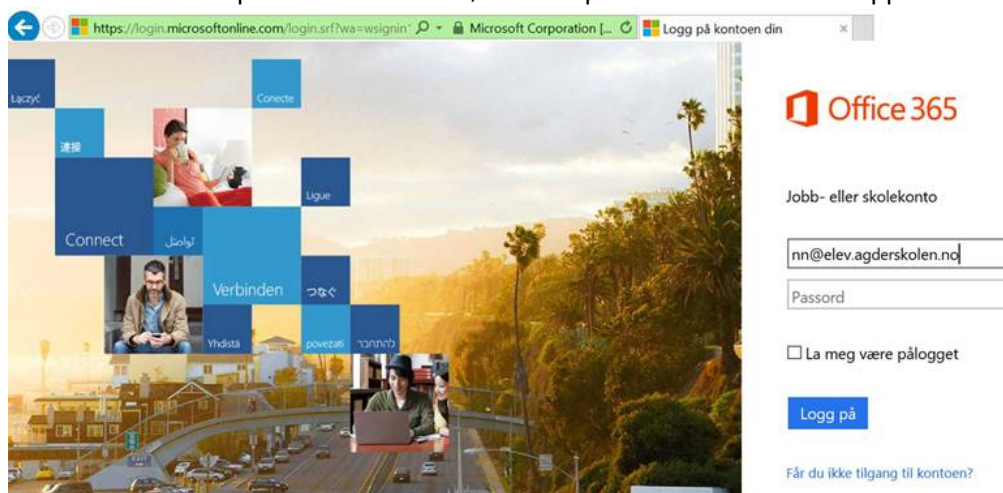 https://login.microsoftonline.com/login.srf?wa=wsignin1
Microsoft Corporation [...
Logg på kontoen din
Łączyć
Conecte
連接
Ligue
Connect
تواصل
Verbinden
つなぐ
Yhdistä
povezati
להתחבר
Office 365
Jobb- eller skolekonto
nn@elev.agderskolen.no
Passord
La meg være pålogget
Logg på
Får du ikke tilgang til kontoen?